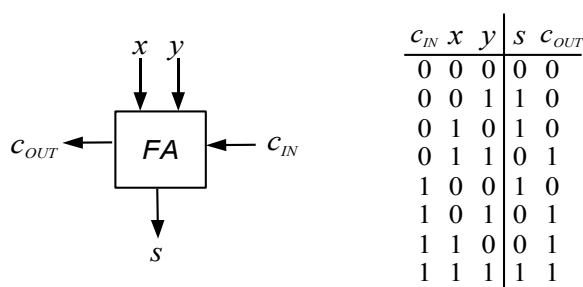 x y
c_OUT FA c_IN
s
c_IN x y s c_OUT
0 0 0 0 0
0 0 1 1 0
0 1 0 1 0
0 1 1 0 1
1 0 0 1 0
1 0 1 0 1
1 1 0 0 1
1 1 1 1 1